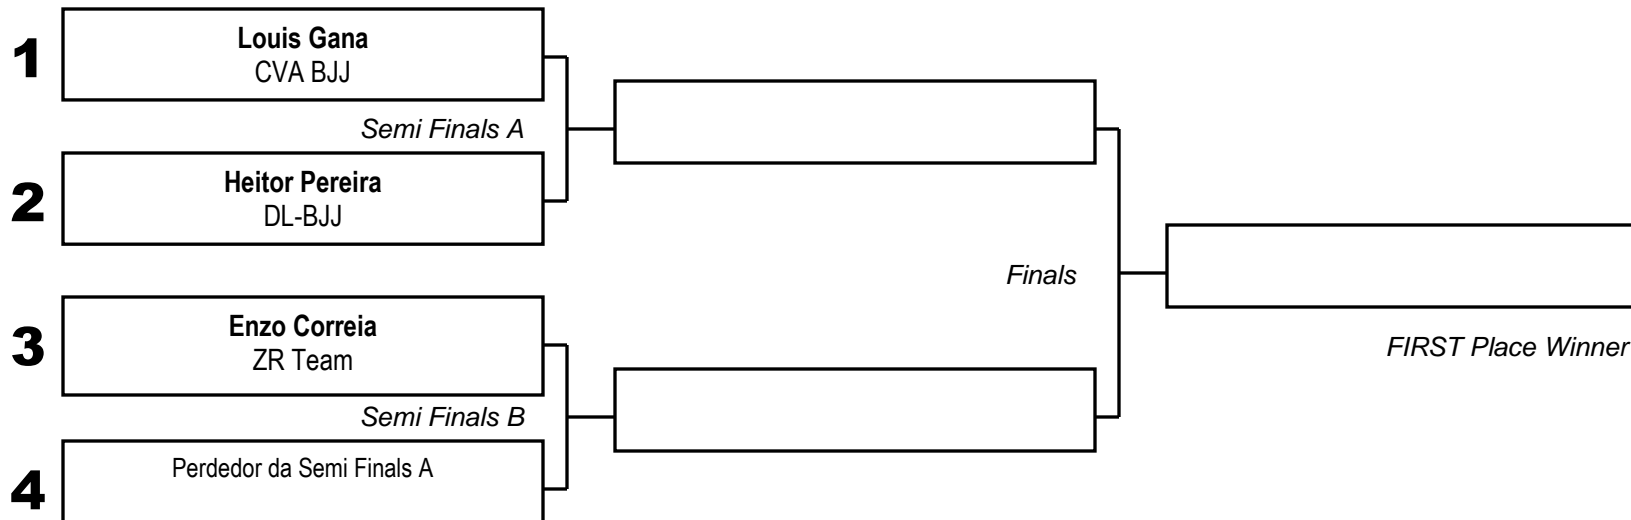 1
Louis Gana
CVA BJJ
Semi Finals A
2
Heitor Pereira
DL-BJJ
Finals
3
Enzo Correia
ZR Team
FIRST Place Winner
Semi Finals B
4
Perdedor da Semi Finals A